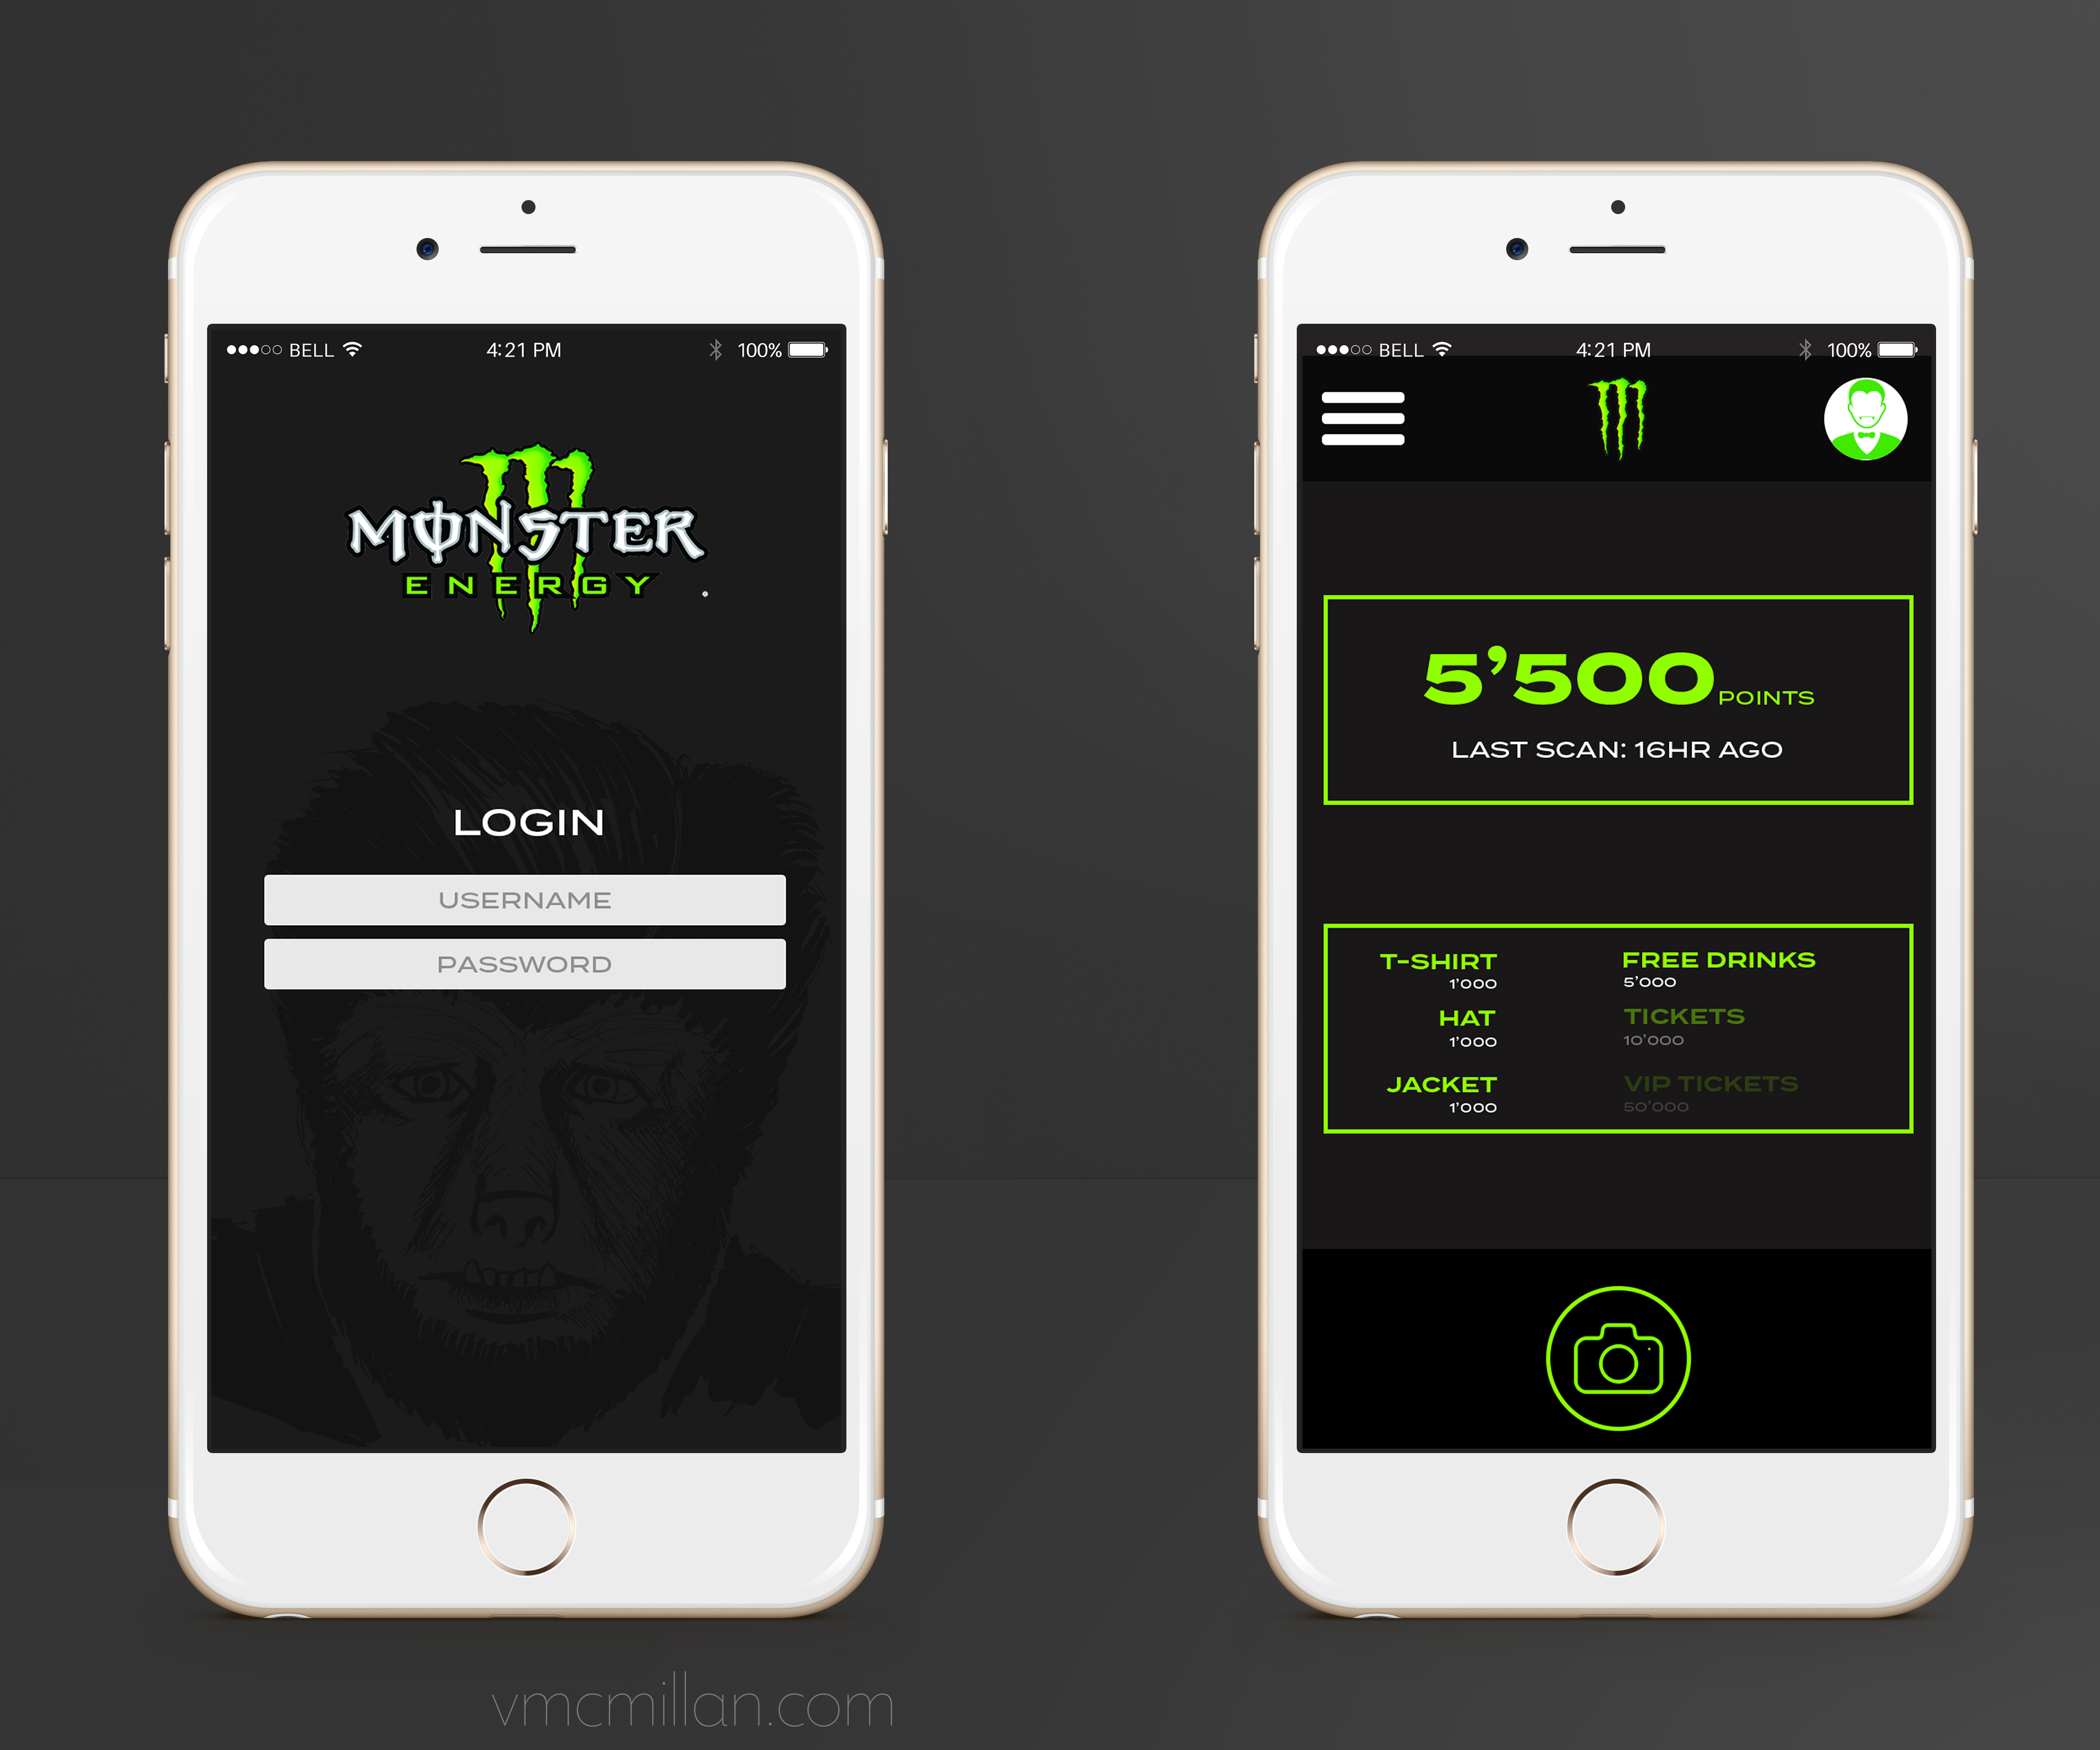 BELL 4:21 PM 100%
MONSTER
ENERGY
LOGIN
USERNAME
PASSWORD
BELL 4:21 PM 100%
5’500 POINTS
LAST SCAN: 16HR AGO
T-SHIRT
1’000
HAT
1’000
JACKET
1’000
FREE DRINKS
5’000
TICKETS
10’000
VIP TICKETS
50’000
vmcmillan.com